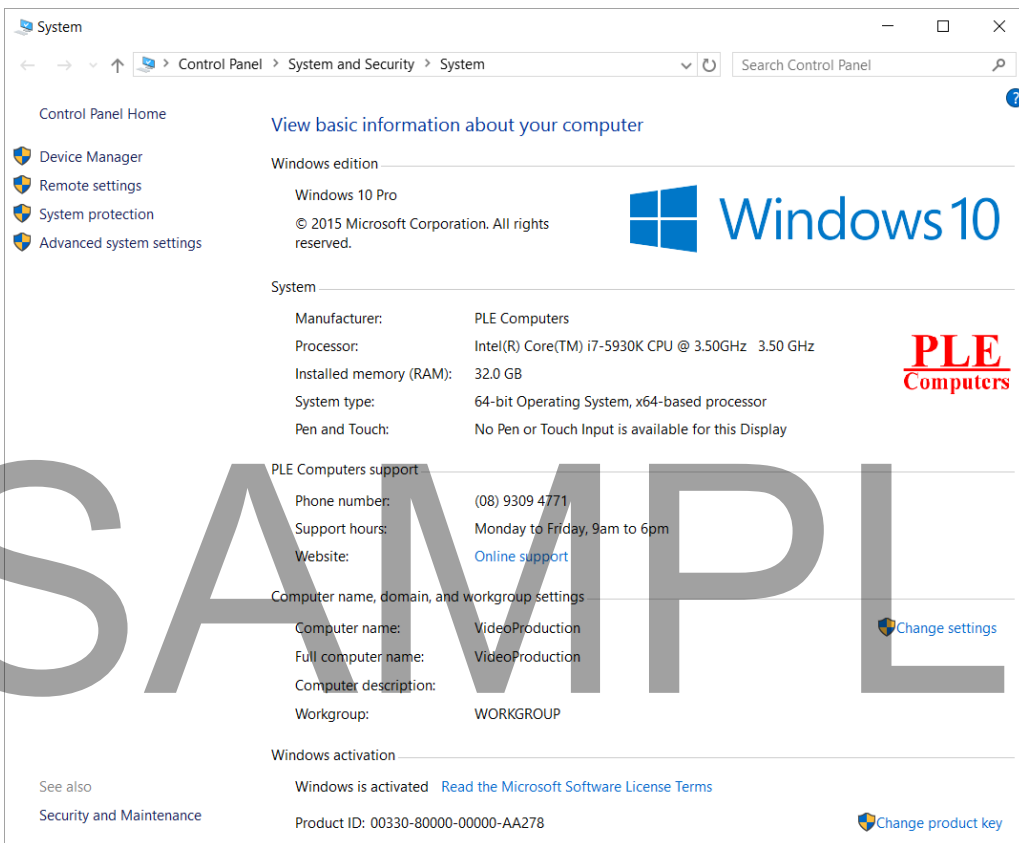 System
Control Panel > System and Security > System
Search Control Panel
?
Control Panel Home
Device Manager
Remote settings
System protection
Advanced system settings
View basic information about your computer
Windows edition
Windows 10 Pro
© 2015 Microsoft Corporation. All rights
reserved.
Windows 10
System
Manufacturer: PLE Computers
Processor: Intel(R) Core(TM) i7-5930K CPU @ 3.50GHz 3.50 GHz
Installed memory (RAM): 32.0 GB
System type: 64-bit Operating System, x64-based processor
Pen and Touch: No Pen or Touch Input is available for this Display
PLE
Computers
PLE Computers support
Phone number: (08) 9309 4771
Support hours: Monday to Friday, 9am to 6pm
Website: Online support
SAMPL
Computer name, domain, and workgroup settings
Computer name: VideoProduction
Change settings
Full computer name: VideoProduction
Computer description:
Workgroup: WORKGROUP
Windows activation
Windows is activated Read the Microsoft Software License Terms
Product ID: 00330-80000-00000-AA278
Change product key
See also
Security and Maintenance